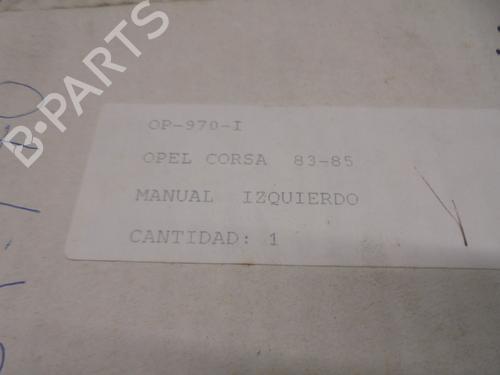 OP-970-I
OPEL CORSA 83-85
MANUAL IZQUIERDO
CANTIDAD: 1
B-PARTS